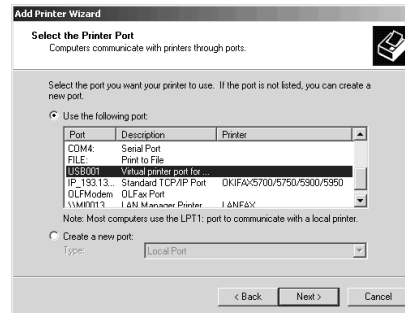 Add Printer Wizard
Select the Printer Port
Computers communicate with printers through ports.
Select the port you want your printer to use. If the port is not listed, you can create a
new port.
Use the following port:
Port Description Printer
COM4: Serial Port
FILE: Print to File
USB001 Virtual printer port for ...
IP_193.13... Standard TCP/IP Port OKIFAX5700/5750/5900/5950
OLFModem OLFax Port
\\MI0013 LAN Manager Printer LANFAX
Note: Most computers use the LPT1: port to communicate with a local printer.
Create a new port:
Type: Local Port
< Back Next > Cancel